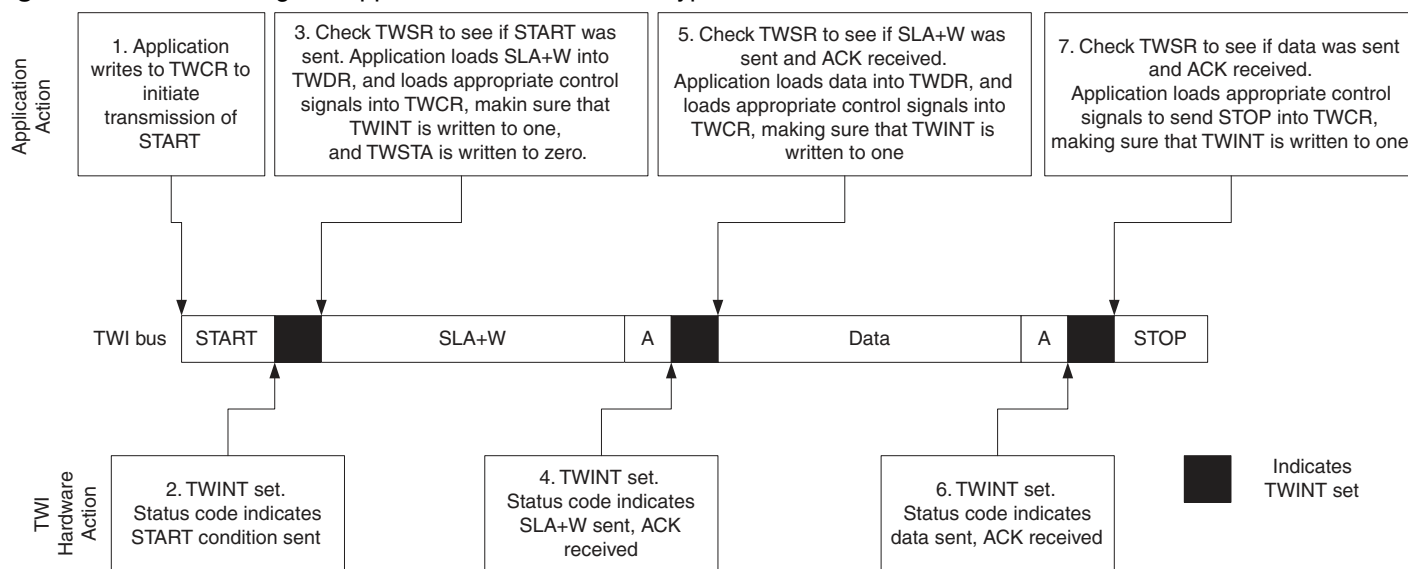 Application
Action
1. Application
writes to TWCR to
initiate
transmission of
START
3. Check TWSR to see if START was
sent. Application loads SLA+W into
TWDR, and loads appropriate control
signals into TWCR, makin sure that
TWINT is written to one,
and TWSTA is written to zero.
5. Check TWSR to see if SLA+W was
sent and ACK received.
Application loads data into TWDR, and
loads appropriate control signals into
TWCR, making sure that TWINT is
written to one
7. Check TWSR to see if data was sent
and ACK received.
Application loads appropriate control
signals to send STOP into TWCR,
making sure that TWINT is written to one
TWI bus
START
SLA+W
A
Data
A
STOP
TWI
Hardware
Action
2. TWINT set.
Status code indicates
START condition sent
4. TWINT set.
Status code indicates
SLA+W sent, ACK
received
6. TWINT set.
Status code indicates
data sent, ACK received
Indicates
TWINT set